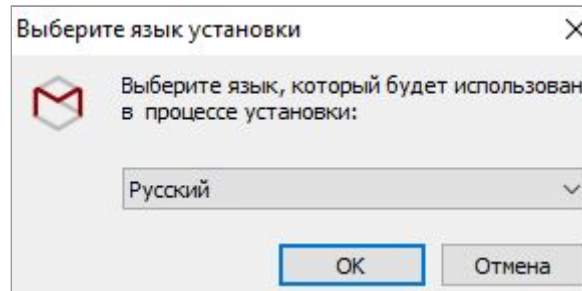 Выберите язык установки
Выберите язык, который будет использован
в процессе установки:
Русский
OK
Отмена